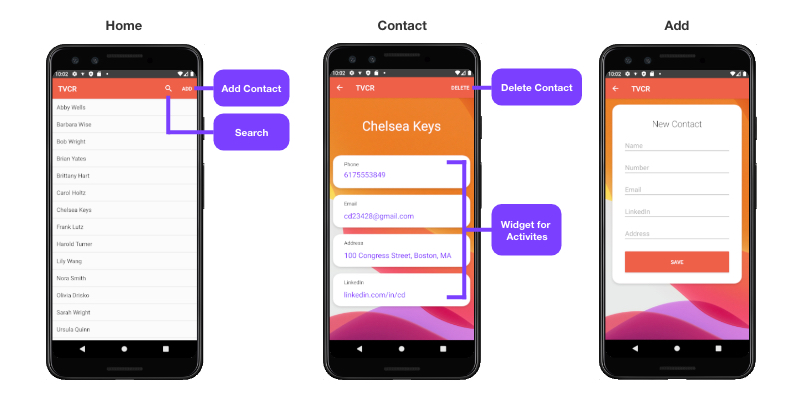 Home
Contact
Add
10:02
TVCR
ADD
Abby Wells
Barbara Wise
Bob Wright
Brian Yates
Brittany Hart
Carol Holtz
Chelsea Keys
Frank Lutz
Harold Turner
Lily Wang
Nora Smith
Olivia Drinko
Sarah Wright
Ursula Quinn
Add Contact
Search
10:02
TVCR
DELETE
Chelsea Keys
Phone
6175553849
Email
cd23428@gmail.com
Address
100 Congress Street, Boston, MA
LinkedIn
linkedin.com/in/cd
Delete Contact
Widget for
Activites
10:02
TVCR
New Contact
Name
Number
Email
LinkedIn
Address
SAVE